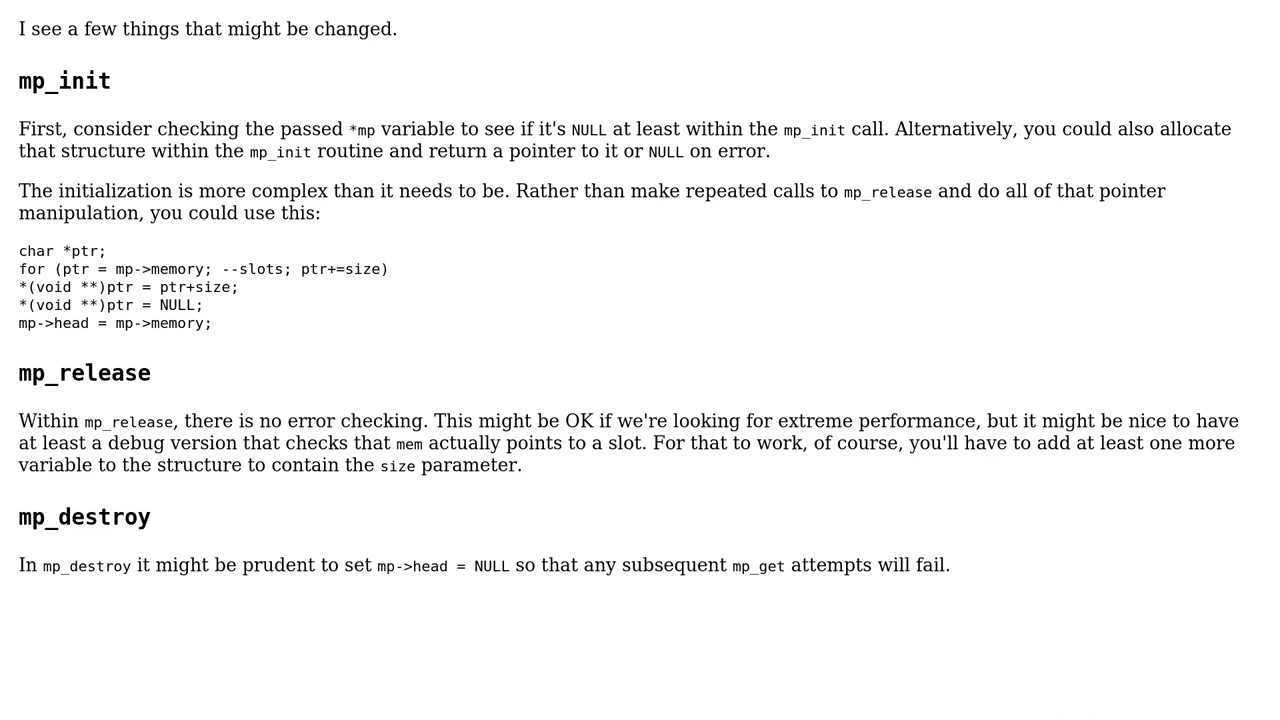 I see a few things that might be changed.
mp_init
First, consider checking the passed *mp variable to see if it's NULL at least within the mp_init call. Alternatively, you could also allocate
that structure within the mp_init routine and return a pointer to it or NULL on error.
The initialization is more complex than it needs to be. Rather than make repeated calls to mp_release and do all of that pointer
manipulation, you could use this:
char *ptr;
for (ptr = mp->memory; --slots; ptr+=size)
*(void **)ptr = ptr+size;
*(void **)ptr = NULL;
mp->head = mp->memory;
mp_release
Within mp_release, there is no error checking. This might be OK if we're looking for extreme performance, but it might be nice to have
at least a debug version that checks that mem actually points to a slot. For that to work, of course, you'll have to add at least one more
variable to the structure to contain the size parameter.
mp_destroy
In mp_destroy it might be prudent to set mp->head = NULL so that any subsequent mp_get attempts will fail.